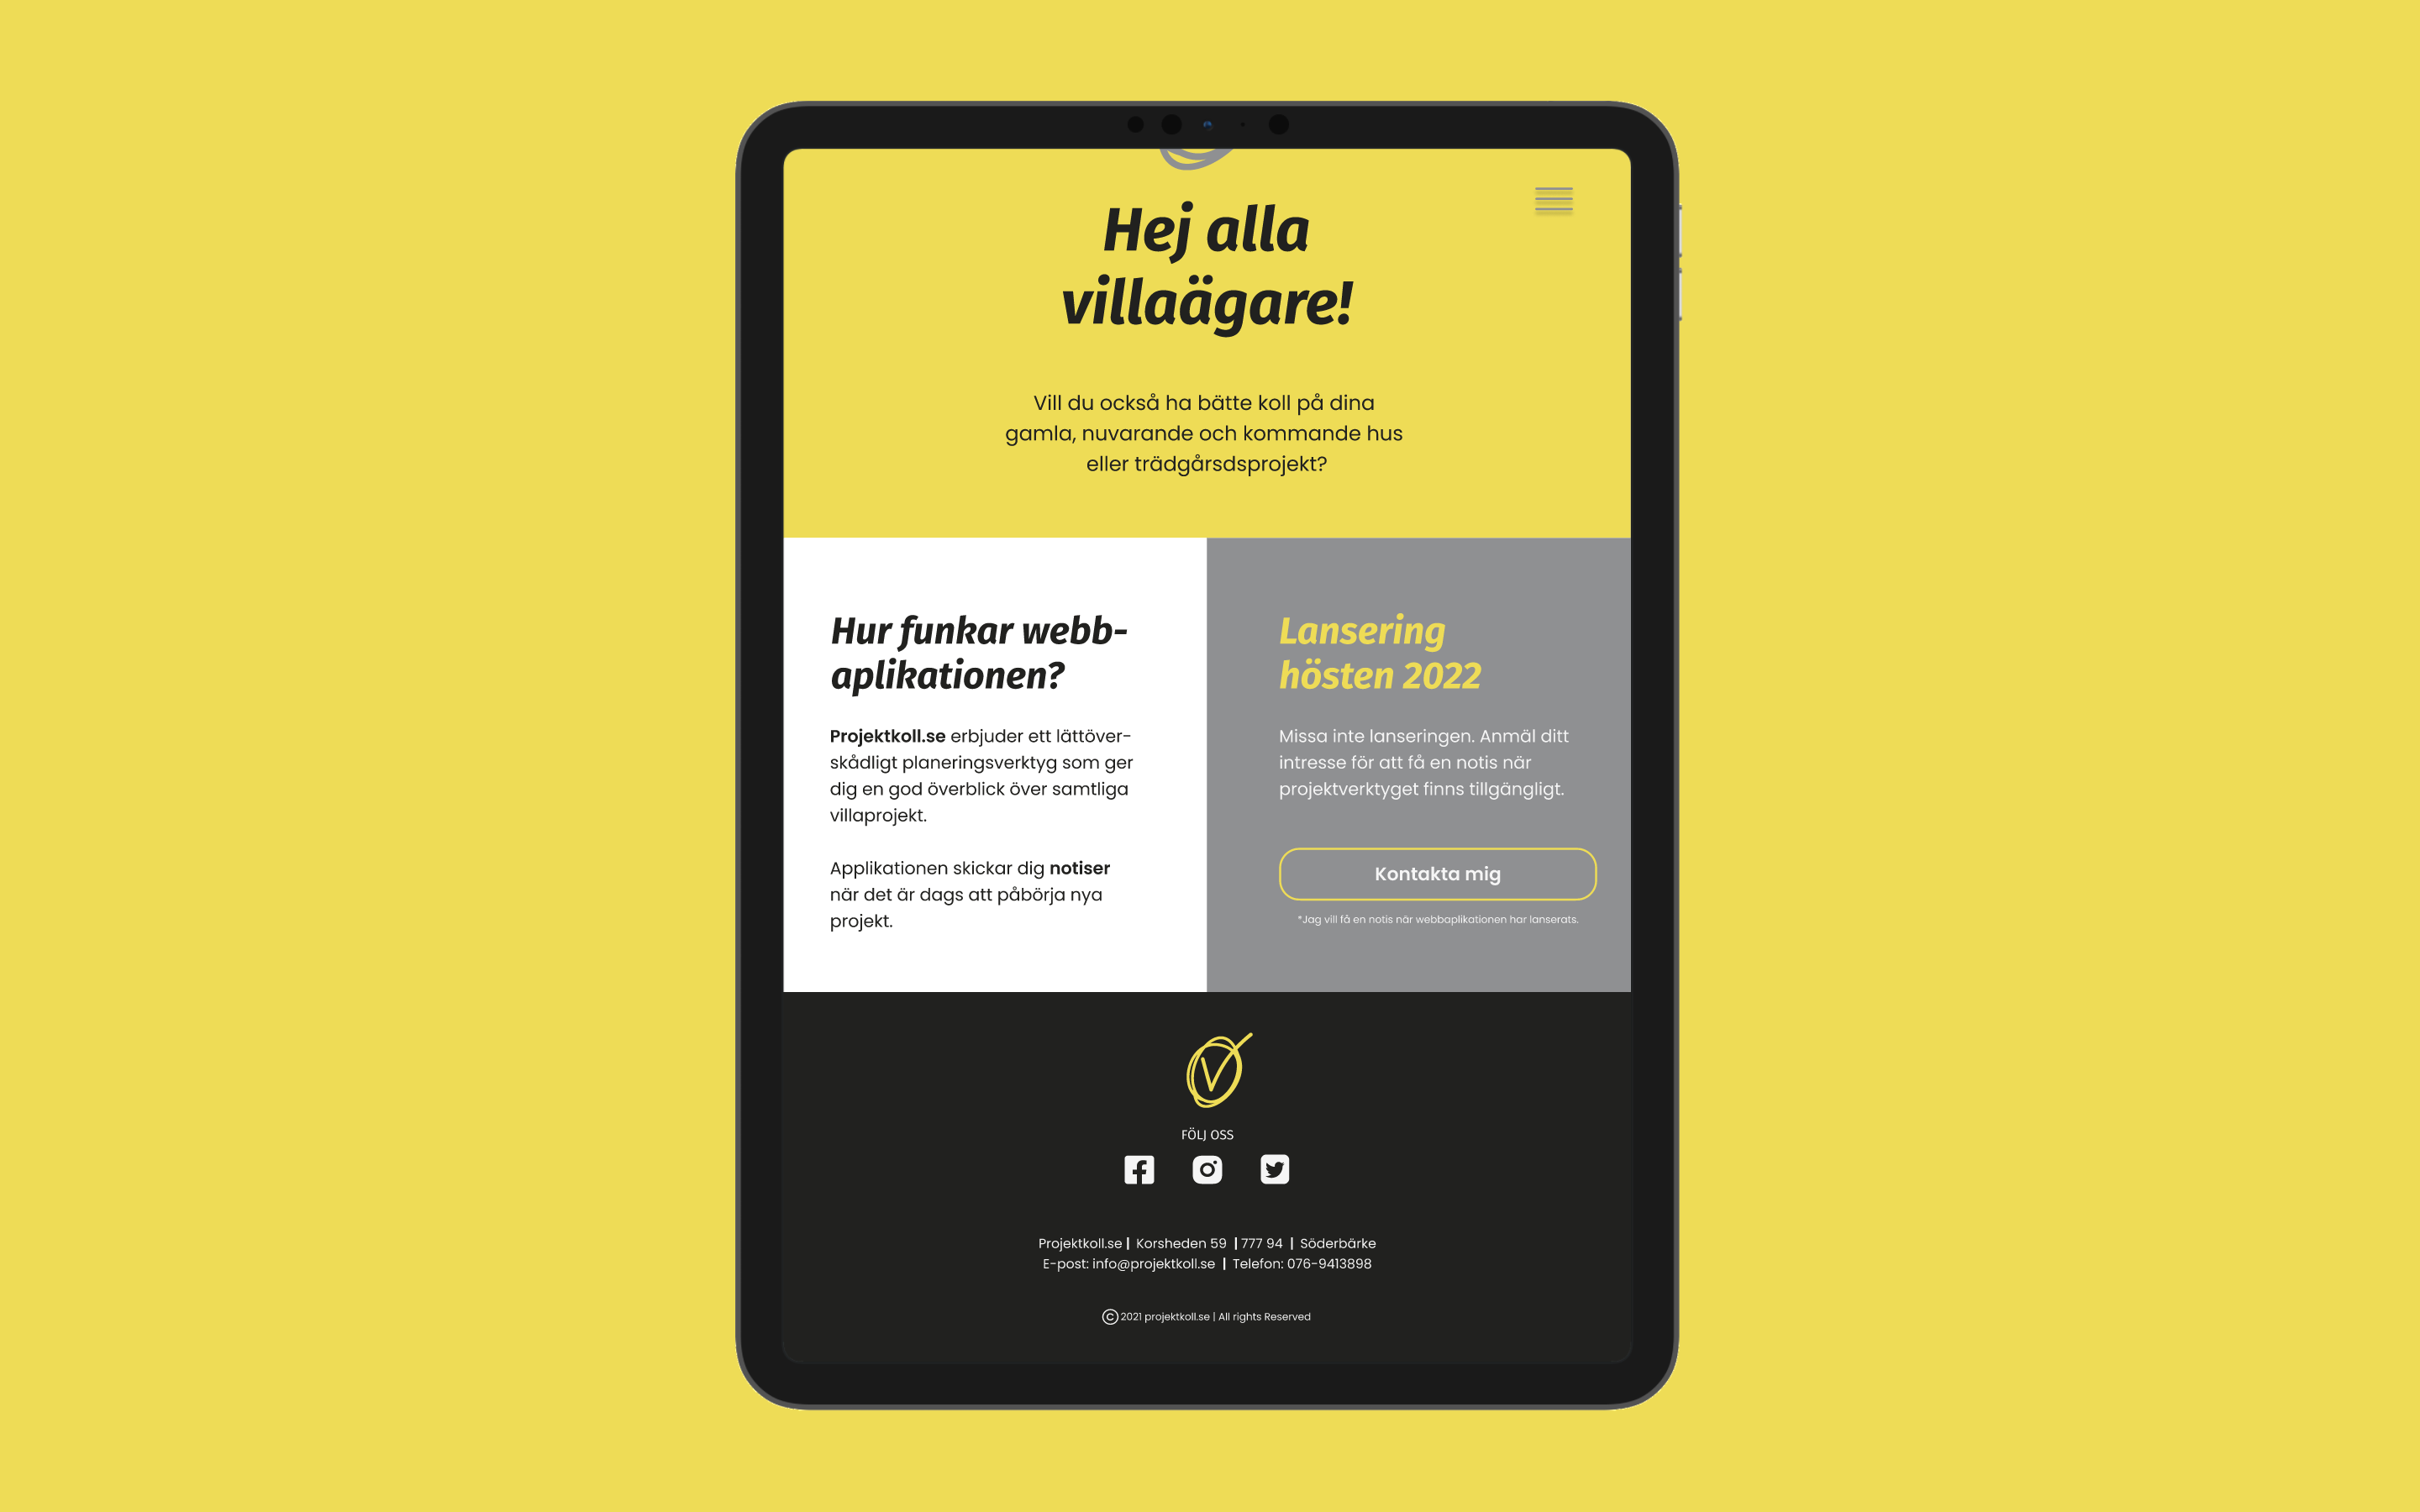 Hej alla
villaägare!
Vill du också ha bätte koll på dina
gamla, nuvarande och kommande hus
eller trädgårsdsprojekt?
Hur funkar webb-
aplikationen?
Projektkoll.se erbjuder ett lättöver-
skådligt planeringsverktyg som ger
dig en god överblick över samtliga
villaprojekt.
Applikationen skickar dig notiser
när det är dags att påbörja nya
projekt.
Lansering
hösten 2022
Missa inte lanseringen. Anmäl ditt
intresse för att få en notis när
projektverktyget finns tillgängligt.
Kontakta mig
*Jag vill få en notis när webbaplikationen har lanserats.
FÖLJ OSS
Projektkoll.se | Korsheden 59 | 777 94 | Söderbärke
E-post: info@projektkoll.se | Telefon: 076-9413898
© 2021 projektkoll.se | All rights Reserved